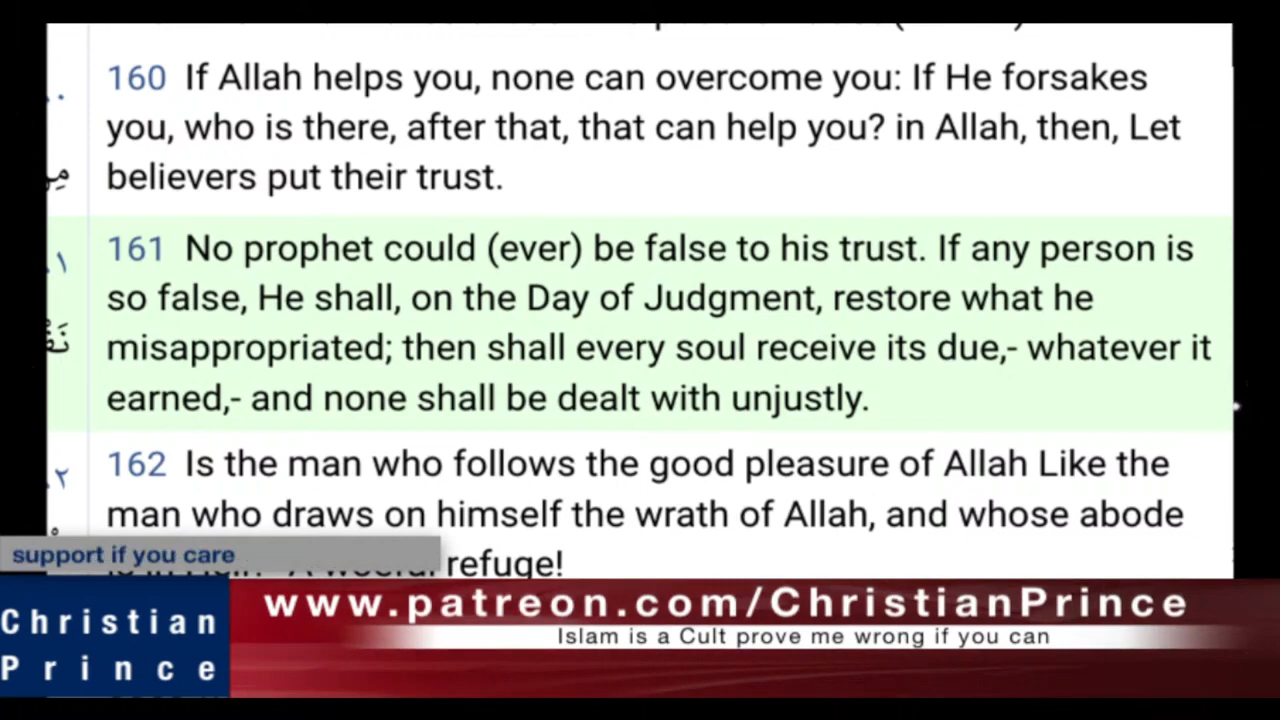 160 If Allah helps you, none can overcome you: If He forsakes
you, who is there, after that, that can help you? in Allah, then, Let
believers put their trust.
161 No prophet could (ever) be false to his trust. If any person is
so false, He shall, on the Day of Judgment, restore what he
misappropriated; then shall every soul receive its due,- whatever it
earned,- and none shall be dealt with unjustly.
162 Is the man who follows the good pleasure of Allah Like the
man who draws on himself the wrath of Allah, and whose abode
refuge!
support if you care
Christian
Prince
www.patreon.com/ChristianPrince
Islam is a Cult prove me wrong if you can